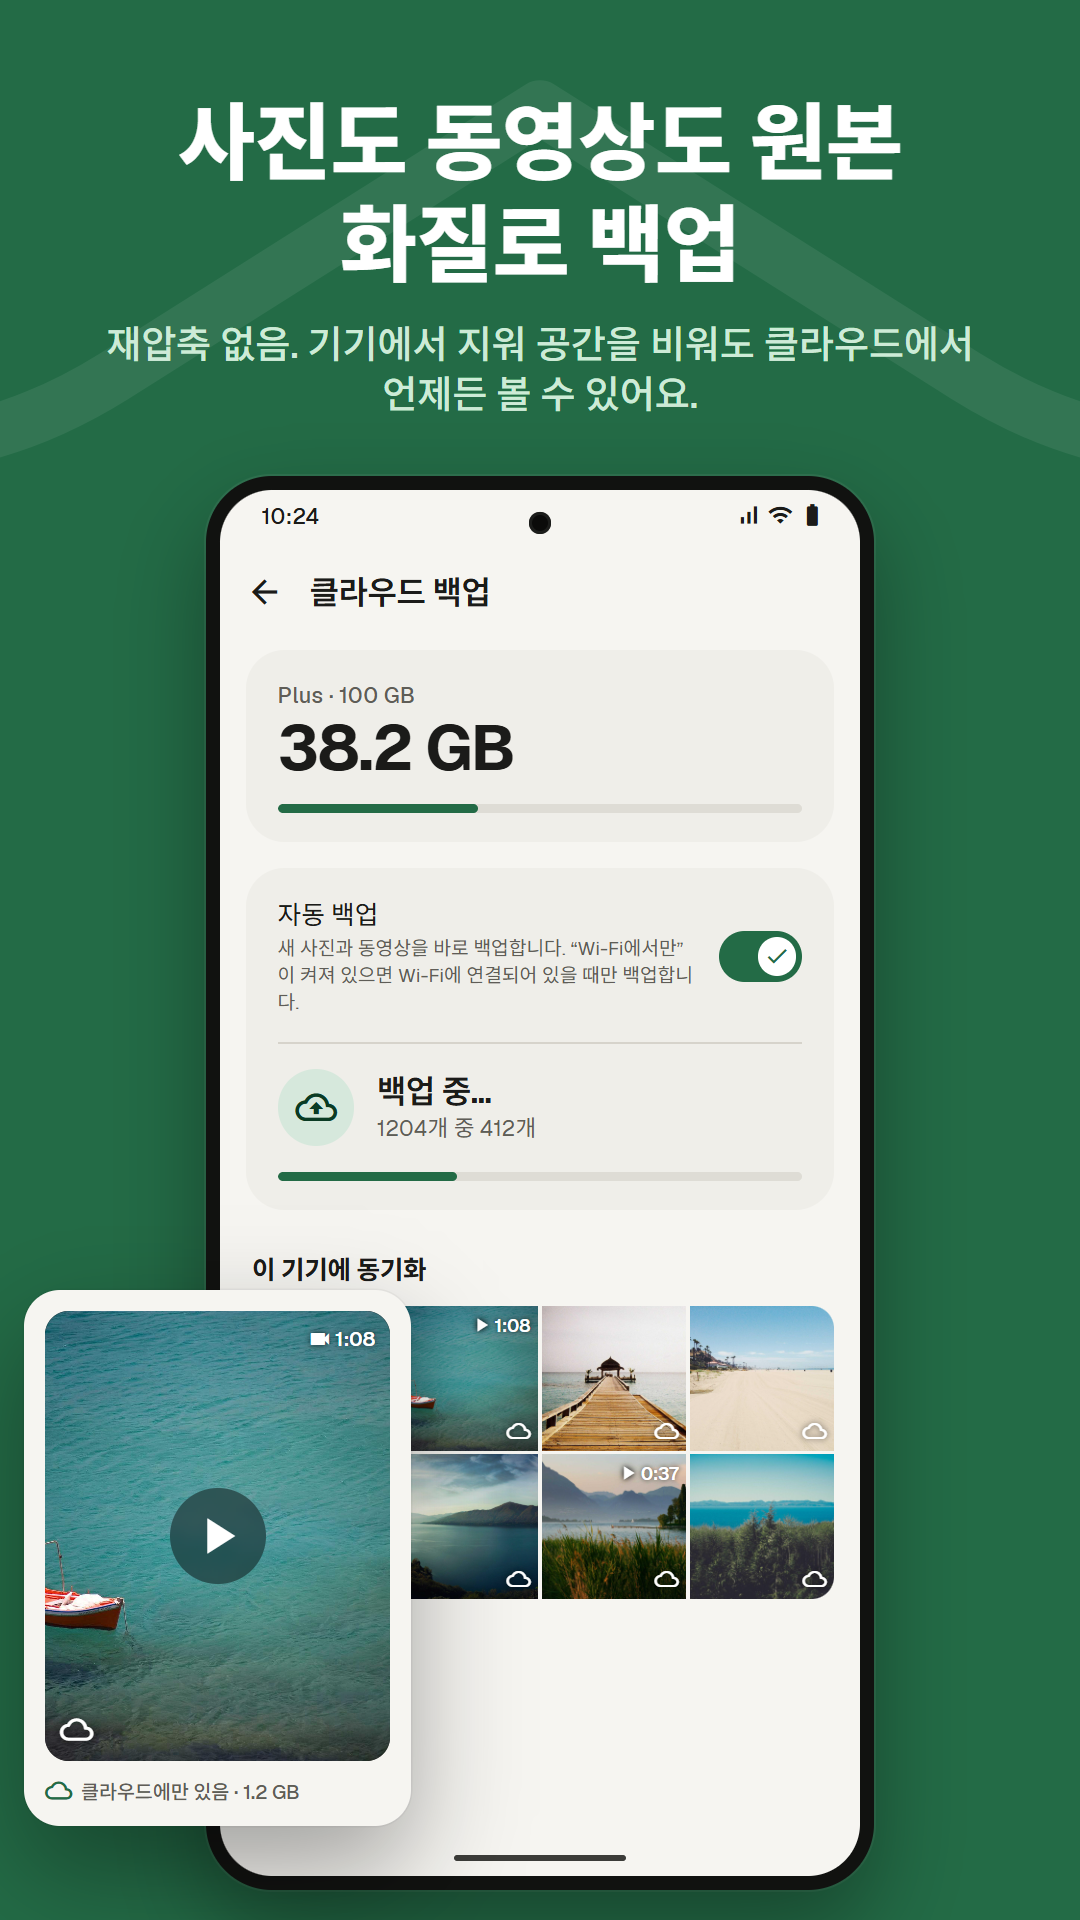 사진도 동영상도 원본
화질로 백업
재압축 없음. 기기에서 지워 공간을 비워도 클라우드에서
언제든 볼 수 있어요.
10:24
클라우드 백업
Plus · 100 GB
38.2 GB
자동 백업
새 사진과 동영상을 바로 백업합니다. “Wi-Fi에서만”
이 켜져 있으면 Wi-Fi에 연결되어 있을 때만 백업합니
다.
백업 중...
1204개 중 412개
이 기기에 동기화
1:08
1:08
0:37
클라우드에만 있음 · 1.2 GB